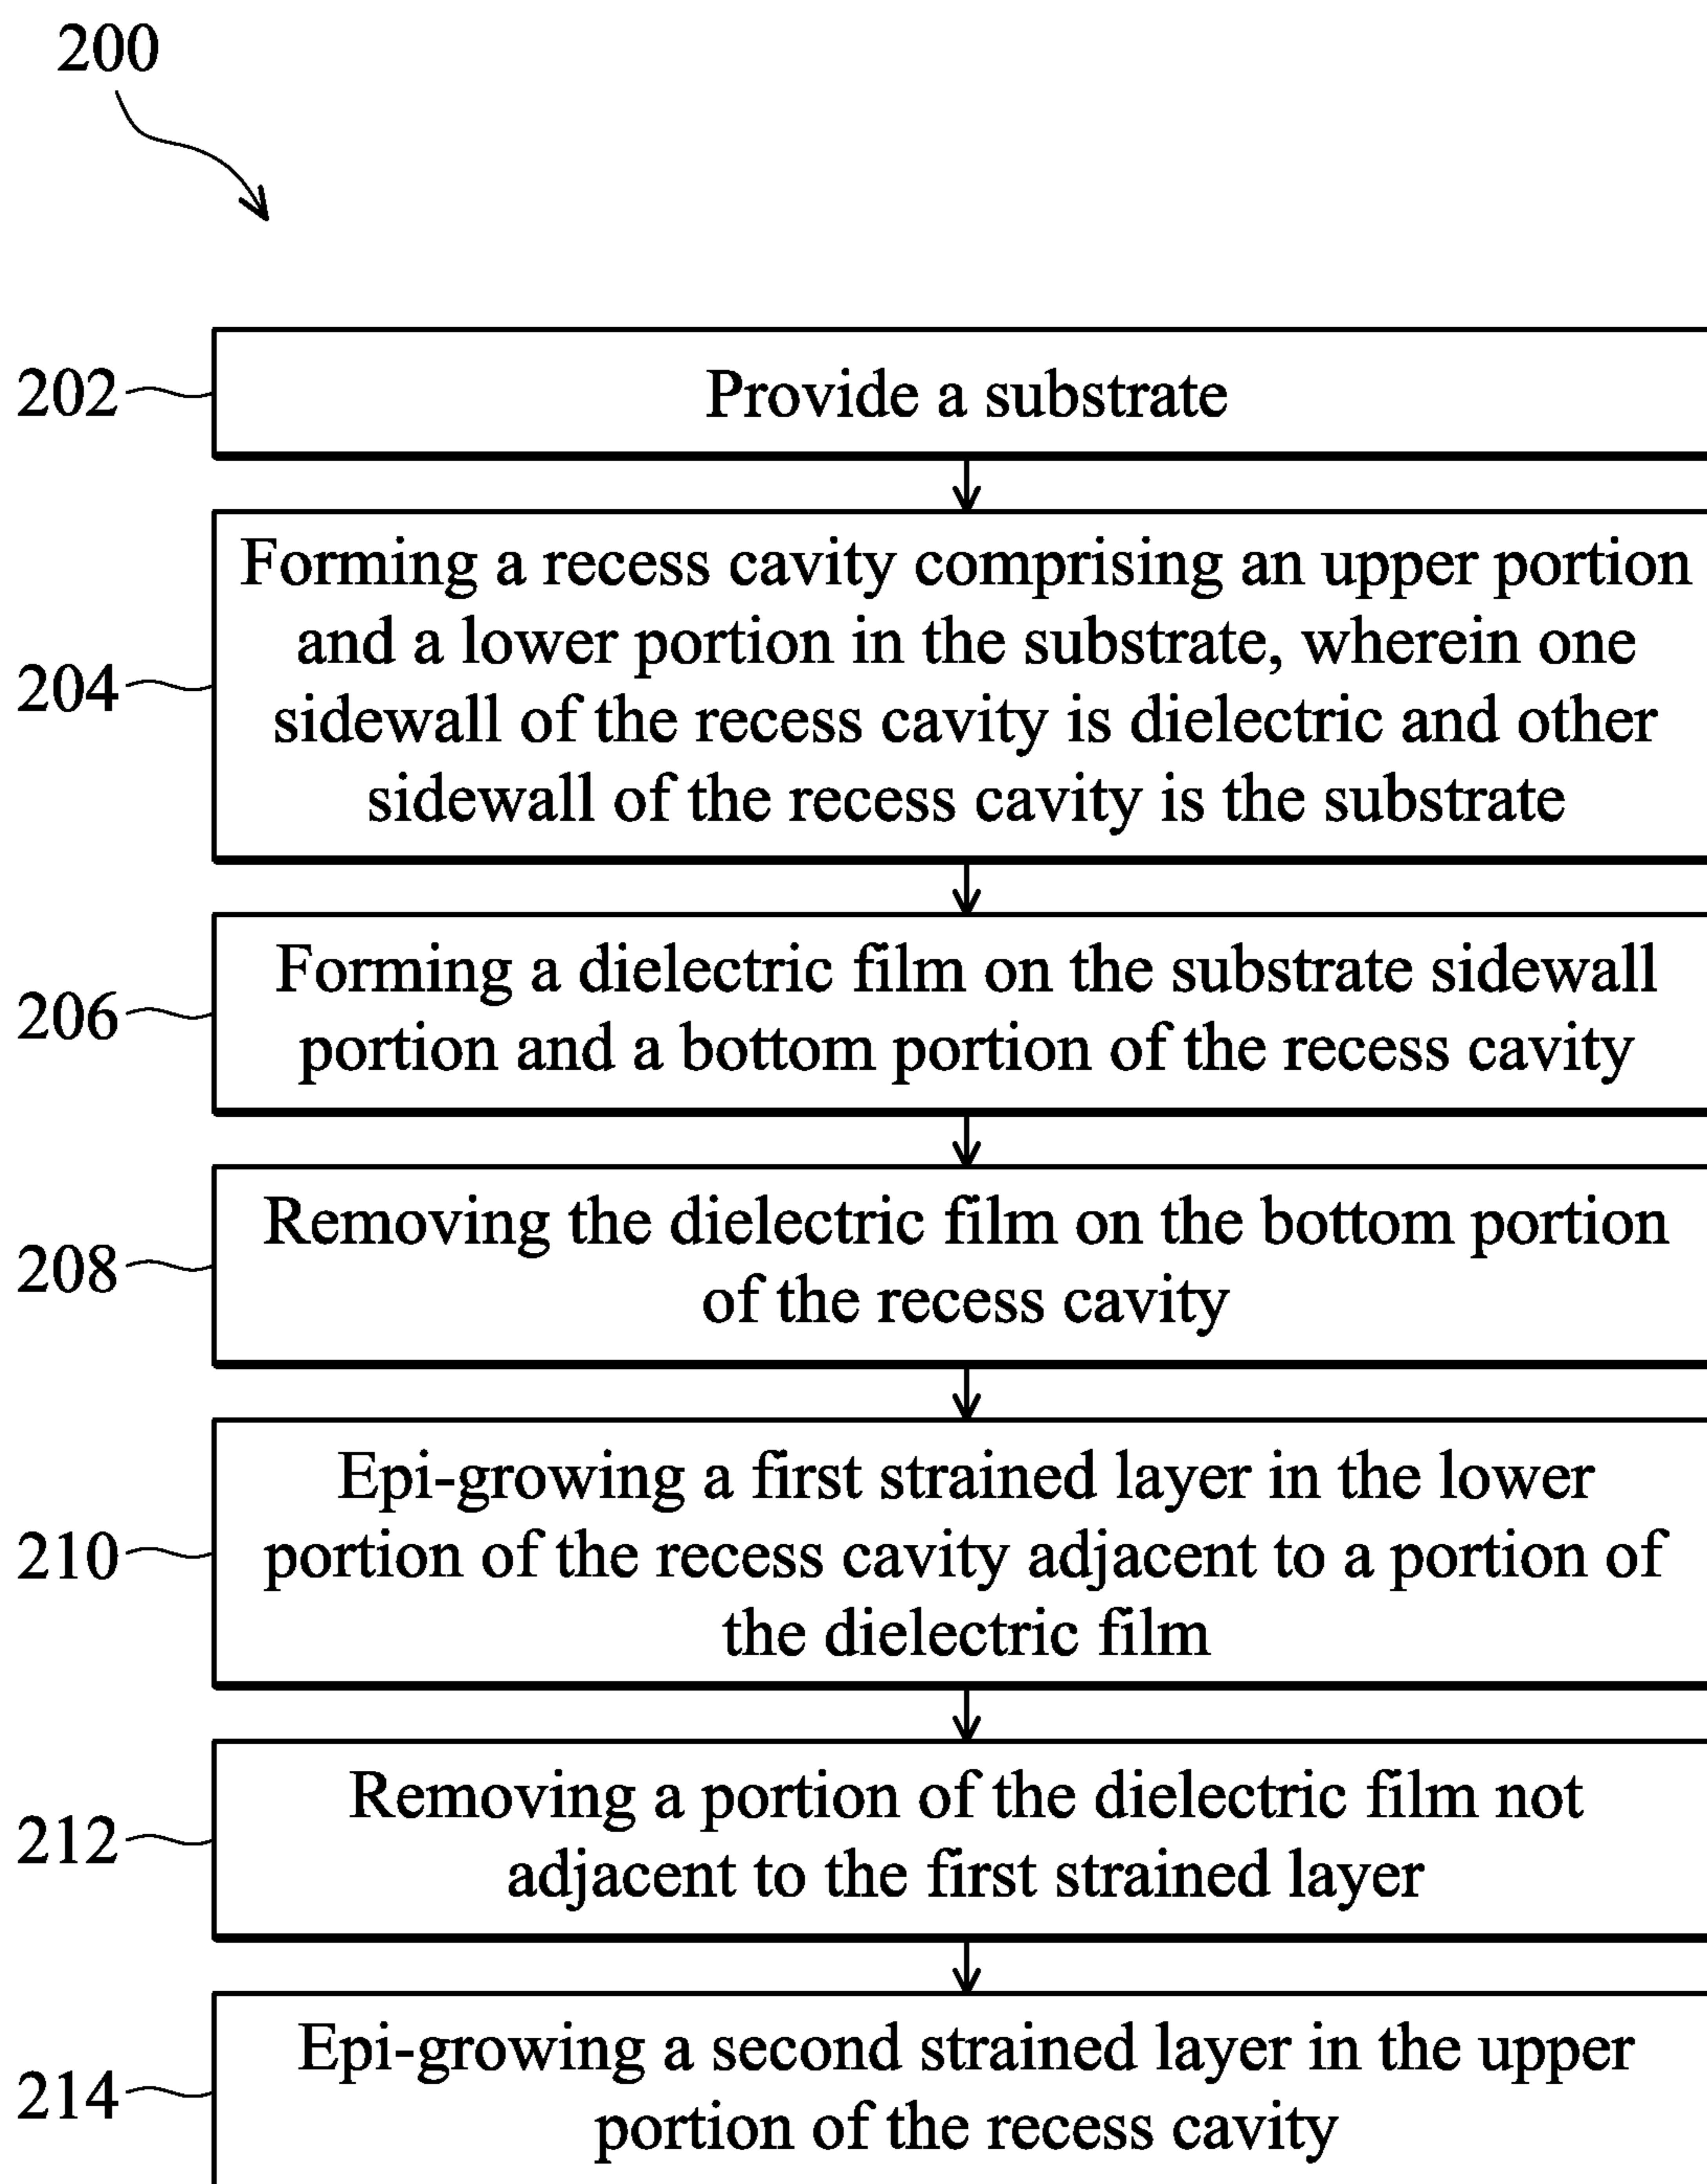 200
202
Provide a substrate
204
Forming a recess cavity comprising an upper portion
and a lower portion in the substrate, wherein one
sidewall of the recess cavity is dielectric and other
sidewall of the recess cavity is the substrate
206
Forming a dielectric film on the substrate sidewall
portion and a bottom portion of the recess cavity
208
Removing the dielectric film on the bottom portion
of the recess cavity
210
Epi-growing a first strained layer in the lower
portion of the recess cavity adjacent to a portion of
the dielectric film
212
Removing a portion of the dielectric film not
adjacent to the first strained layer
214
Epi-growing a second strained layer in the upper
portion of the recess cavity